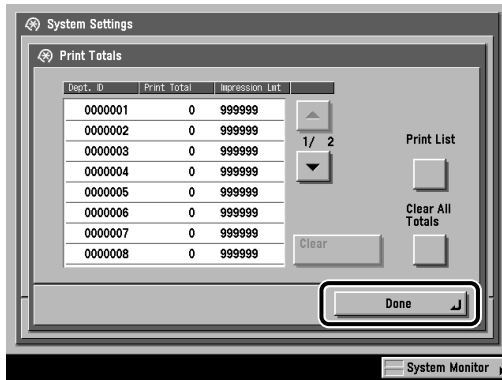 System Settings
Print Totals
Dept. ID Print Total Impression Lmt
0000001 0 999999
0000002 0 999999
0000003 0 999999
0000004 0 999999
0000005 0 999999
0000006 0 999999
0000007 0 999999
0000008 0 999999
1/ 2
Print List
Clear All
Totals
Clear
Done
System Monitor